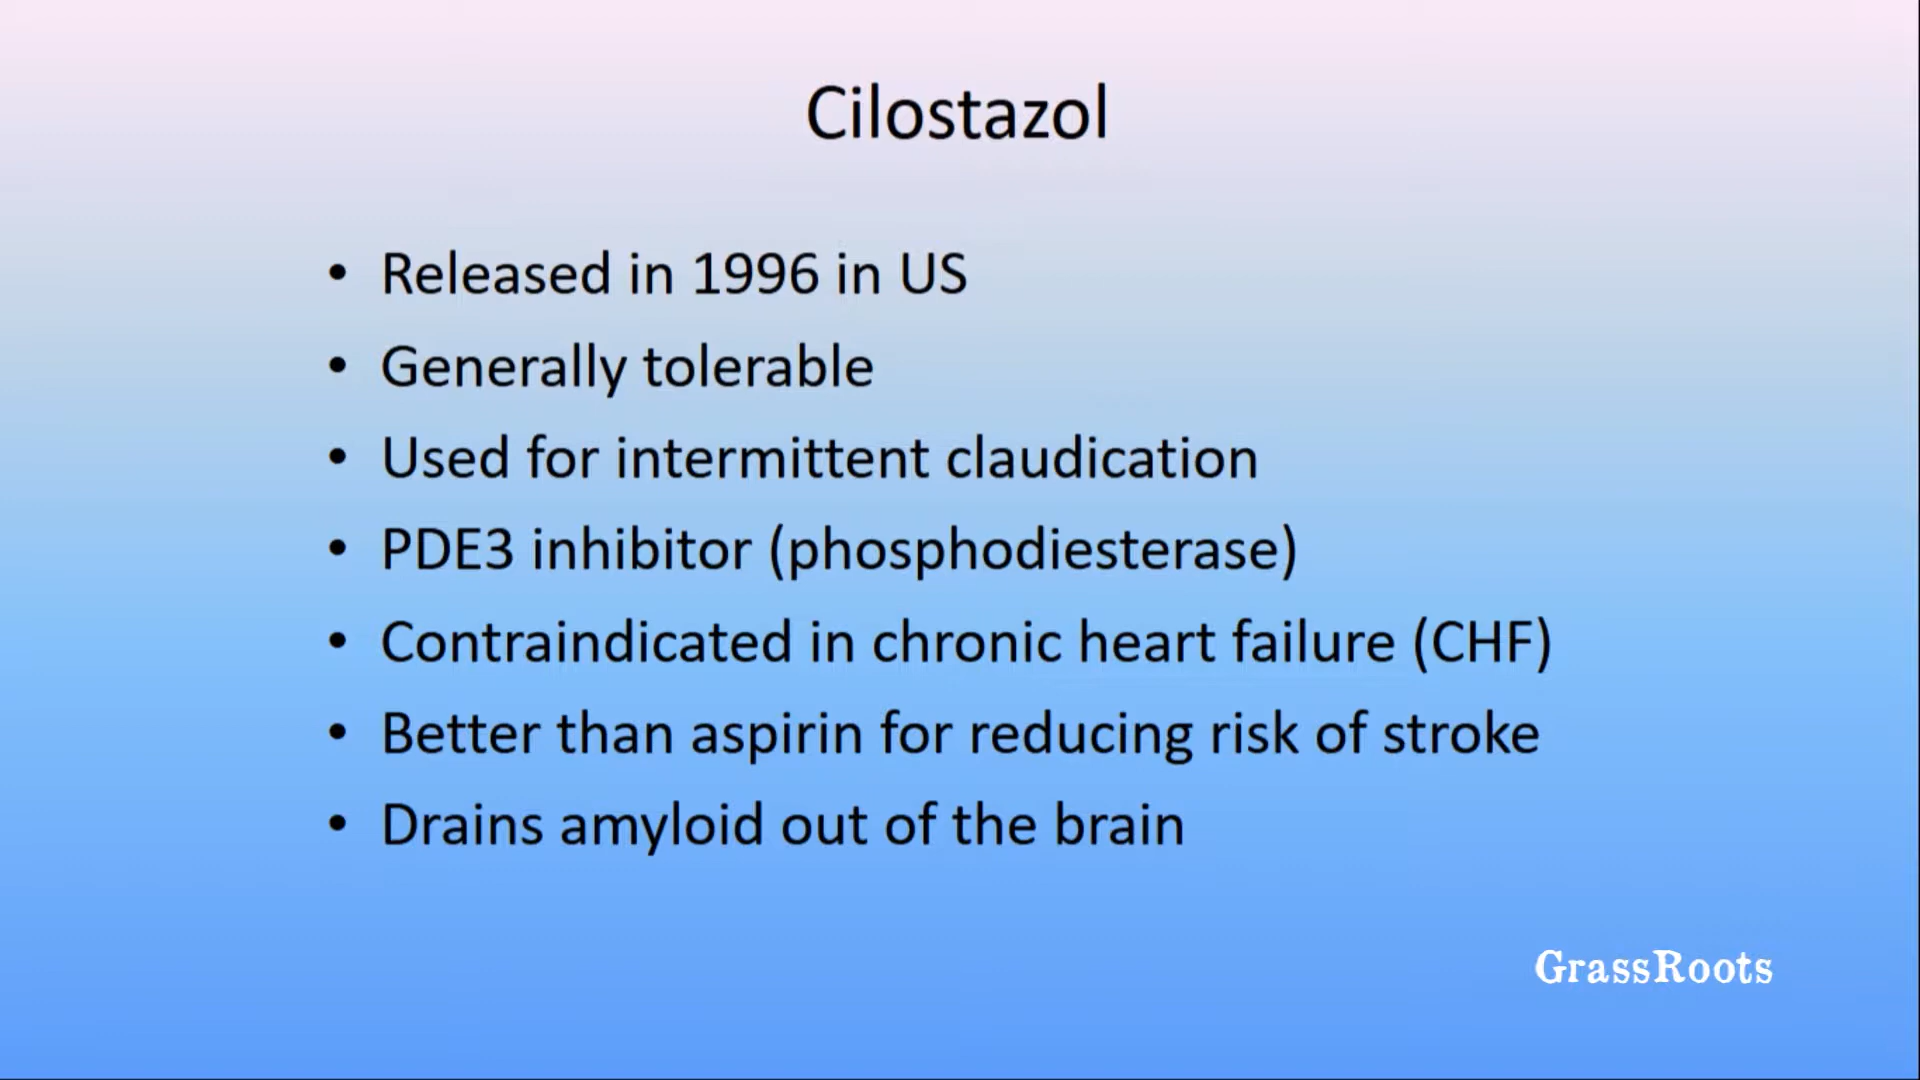 Cilostazol
• Released in 1996 in US
• Generally tolerable
• Used for intermittent claudication
• PDE3 inhibitor (phosphodiesterase)
• Contraindicated in chronic heart failure (CHF)
• Better than aspirin for reducing risk of stroke
• Drains amyloid out of the brain
GrassRoots